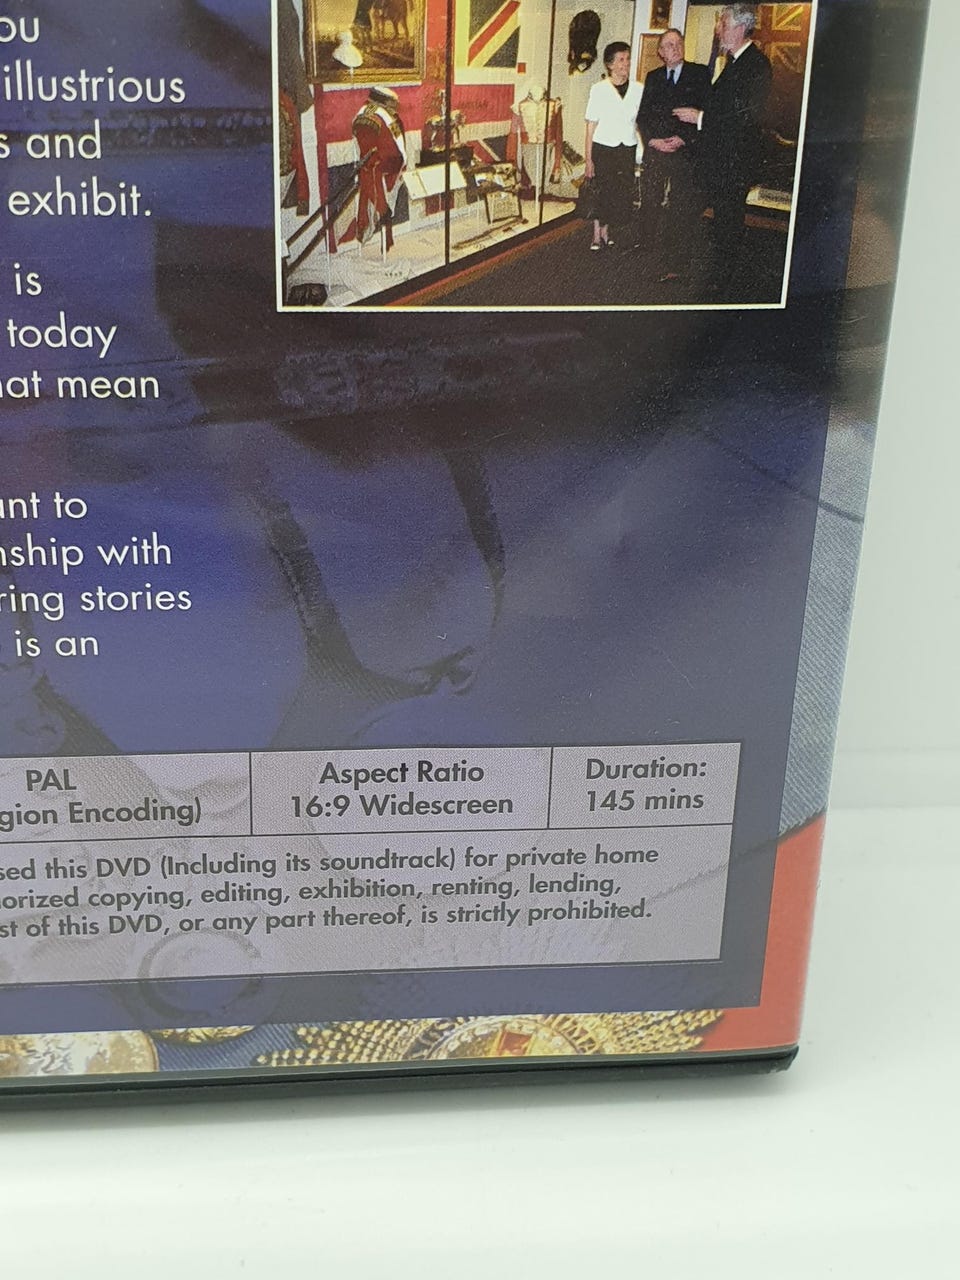 ou
illustrious
s and
exhibit.
is
today
hat mean
ant to
nship with
ring stories
is an
PAL
gion Encoding)
Aspect Ratio
16:9 Widescreen
Duration:
145 mins
sed this DVD (Including its soundtrack) for private home
orized copying, editing, exhibition, renting, lending,
st of this DVD, or any part thereof, is strictly prohibited.